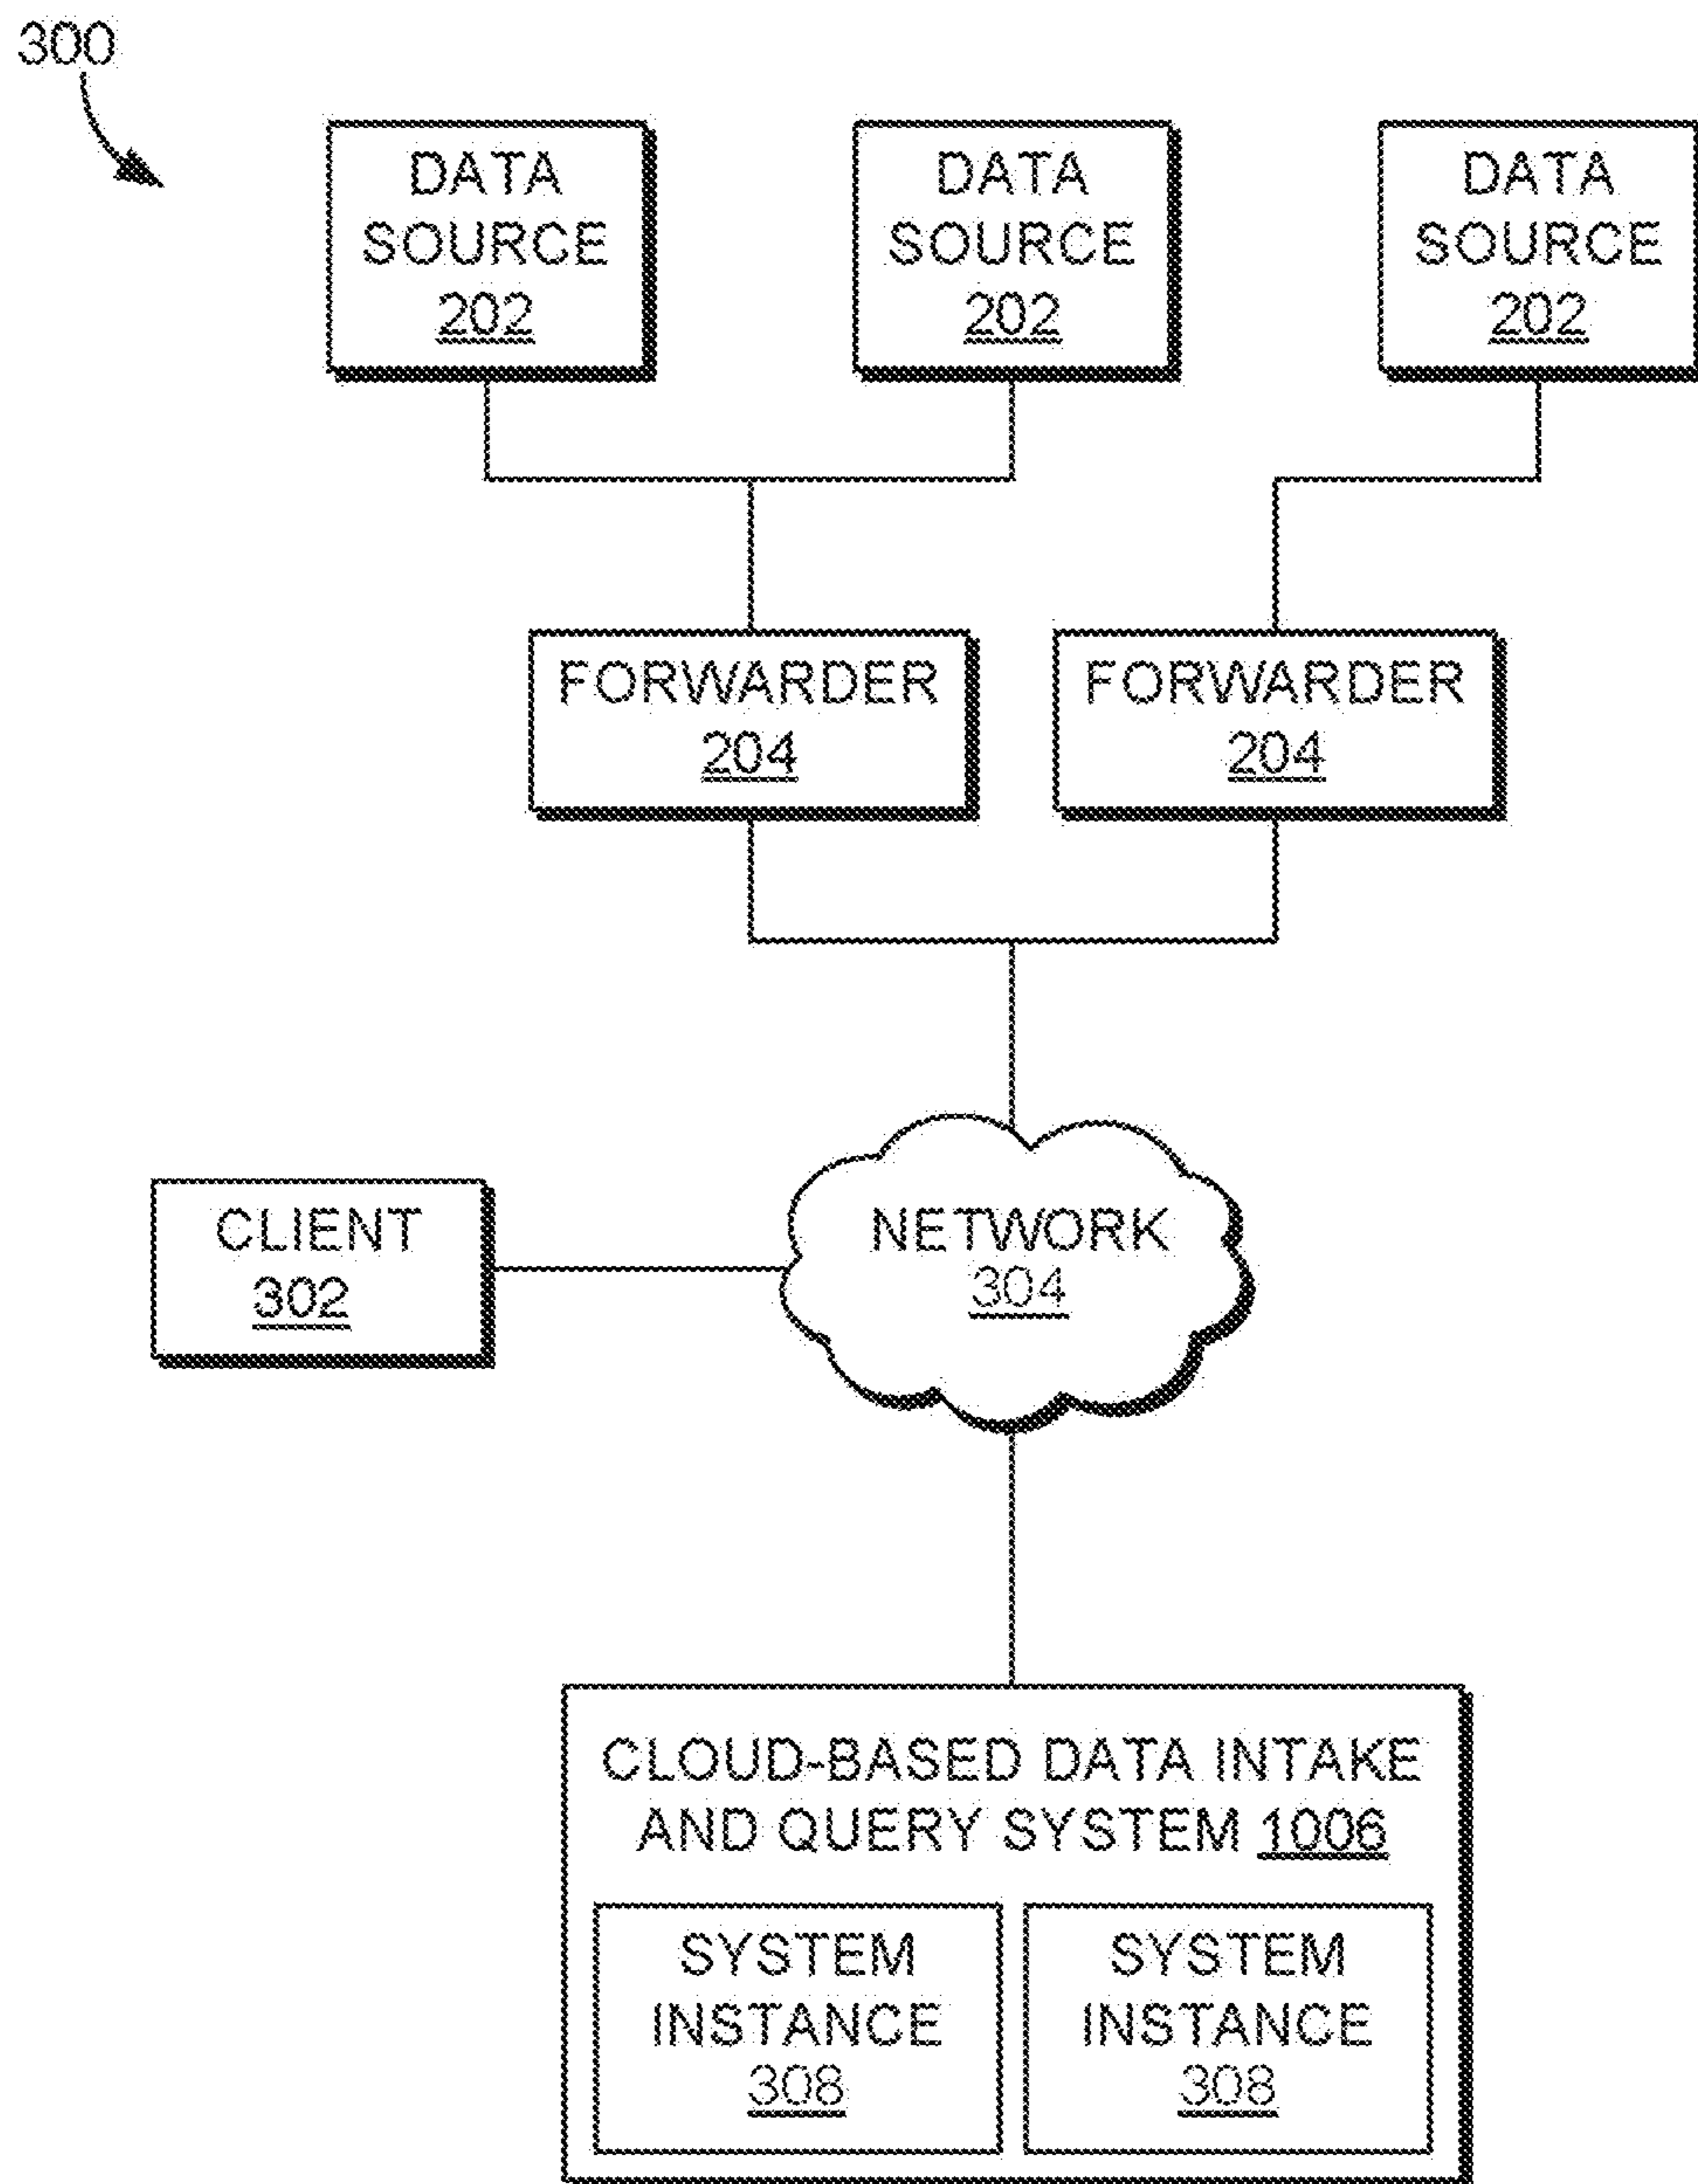 300
DATA
SOURCE
202
DATA
SOURCE
202
DATA
SOURCE
202
FORWARDER
204
FORWARDER
204
CLIENT
302
NETWORK
304
CLOUD-BASED DATA INTAKE
AND QUERY SYSTEM 1006
SYSTEM
INSTANCE
308
SYSTEM
INSTANCE
308